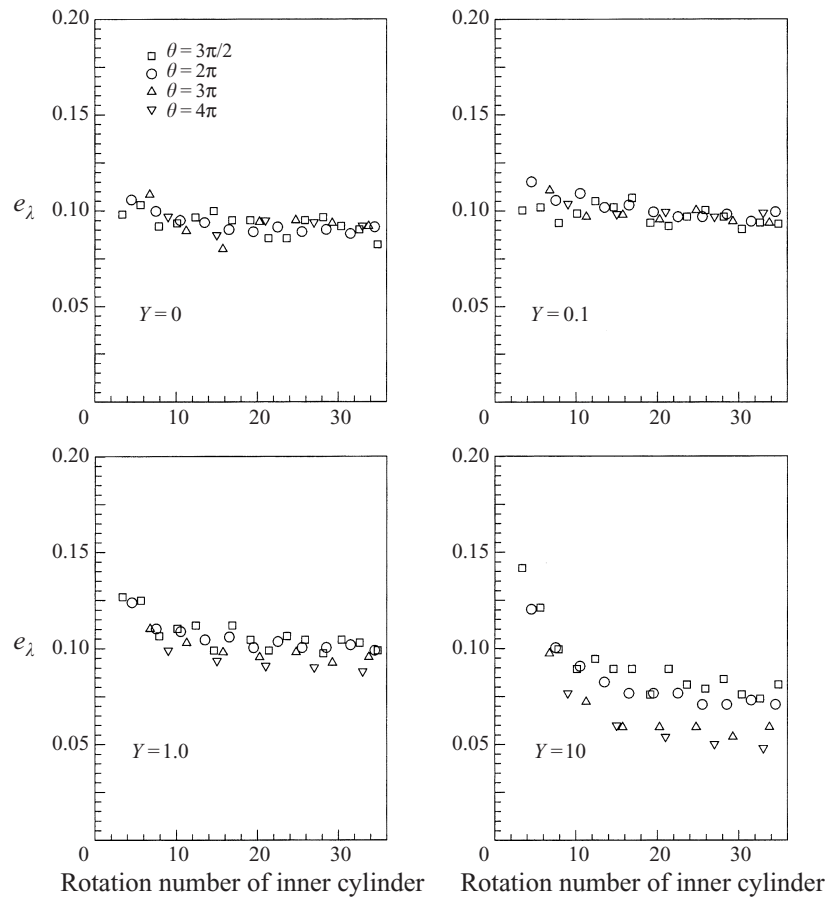 0.20
0.15
0.10
0.05
0
10
20
30
eλ
θ = 3π/2
θ = 2π
θ = 3π
θ = 4π
Y = 0
0.20
0.15
0.10
0.05
0
10
20
30
Y = 0.1
0.20
0.15
0.10
0.05
0
10
20
30
eλ
Y = 1.0
Rotation number of inner cylinder
0.20
0.15
0.10
0.05
0
10
20
30
Y = 10
Rotation number of inner cylinder